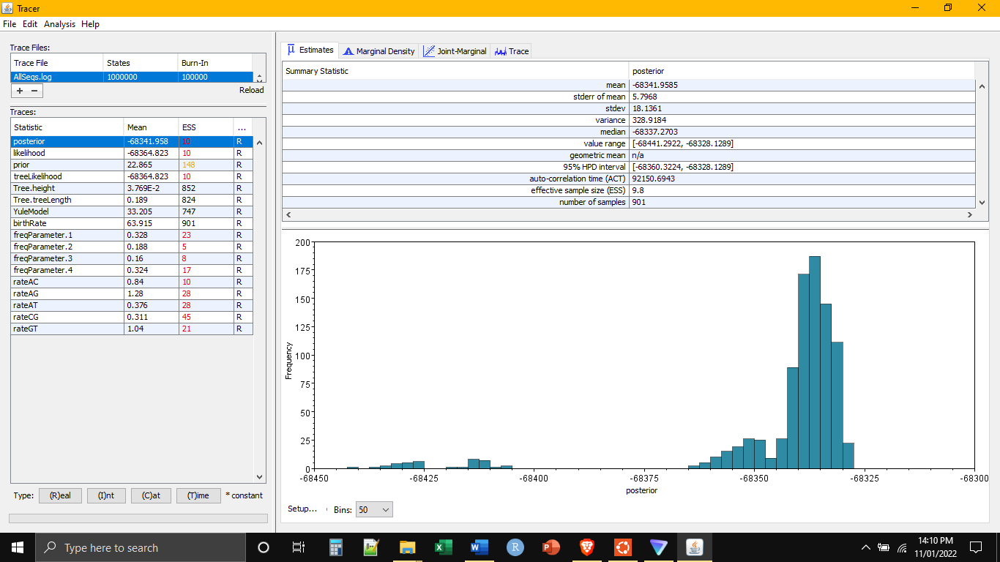 Tracer
File Edit Analysis Help
Trace Files:
Trace File States Burn-In
AllSeqs.log 1000000 100000
+ − Reload
Traces:
Statistic Mean ESS ...
posterior -68341.958 10 R
likelihood -68364.823 10 R
prior 22.865 148 R
treeLikelihood -68364.823 10 R
Tree.height 3.769E-2 852 R
Tree.treeLength 0.189 824 R
YuleModel 33.205 747 R
birthRate 63.915 901 R
freqParameter.1 0.328 23 R
freqParameter.2 0.188 5 R
freqParameter.3 0.16 8 R
freqParameter.4 0.324 17 R
rateAC 0.84 10 R
rateAG 1.28 28 R
rateAT 0.376 28 R
rateCG 0.311 45 R
rateGT 1.04 21 R
Type: (R)eal (I)nt (C)at (T)ime * constant
Estimates Marginal Density Joint-Marginal Trace
Summary Statistic posterior
mean -68341.9585
stderr of mean 5.7968
stdev 18.1361
variance 328.9184
median -68337.2703
value range [-68441.2922, -68328.1289]
geometric mean n/a
95% HPD interval [-68360.3224, -68328.1289]
auto-correlation time (ACT) 92150.6943
effective sample size (ESS) 9.8
number of samples 901
200
175
150
125
100
75
50
25
0
Frequency
-68450 -68425 -68400 -68375 -68350 -68325 -68300
posterior
Setup... Bins: 50
Type here to search
14:10 PM
11/01/2022